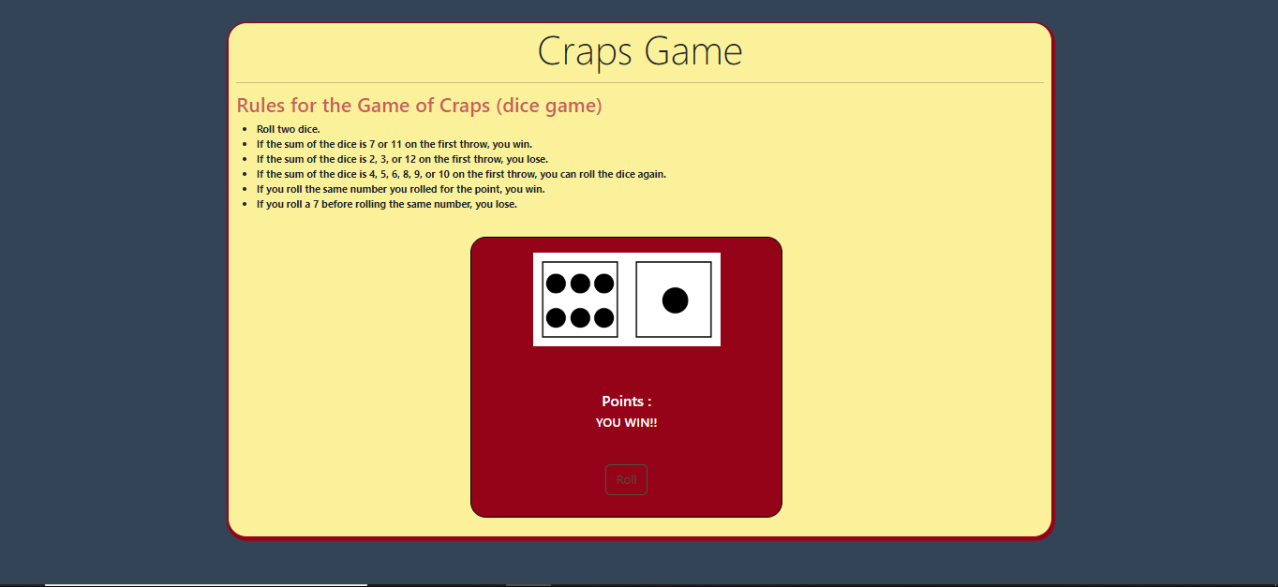 Craps Game
Rules for the Game of Craps (dice game)
Roll two dice.
If the sum of the dice is 7 or 11 on the first throw, you win.
If the sum of the dice is 2, 3, or 12 on the first throw, you lose.
If the sum of the dice is 4, 5, 6, 8, 9, or 10 on the first throw, you can roll the dice again.
If you roll the same number you rolled for the point, you win.
If you roll a 7 before rolling the same number, you lose.
Points :
YOU WIN!!
Roll